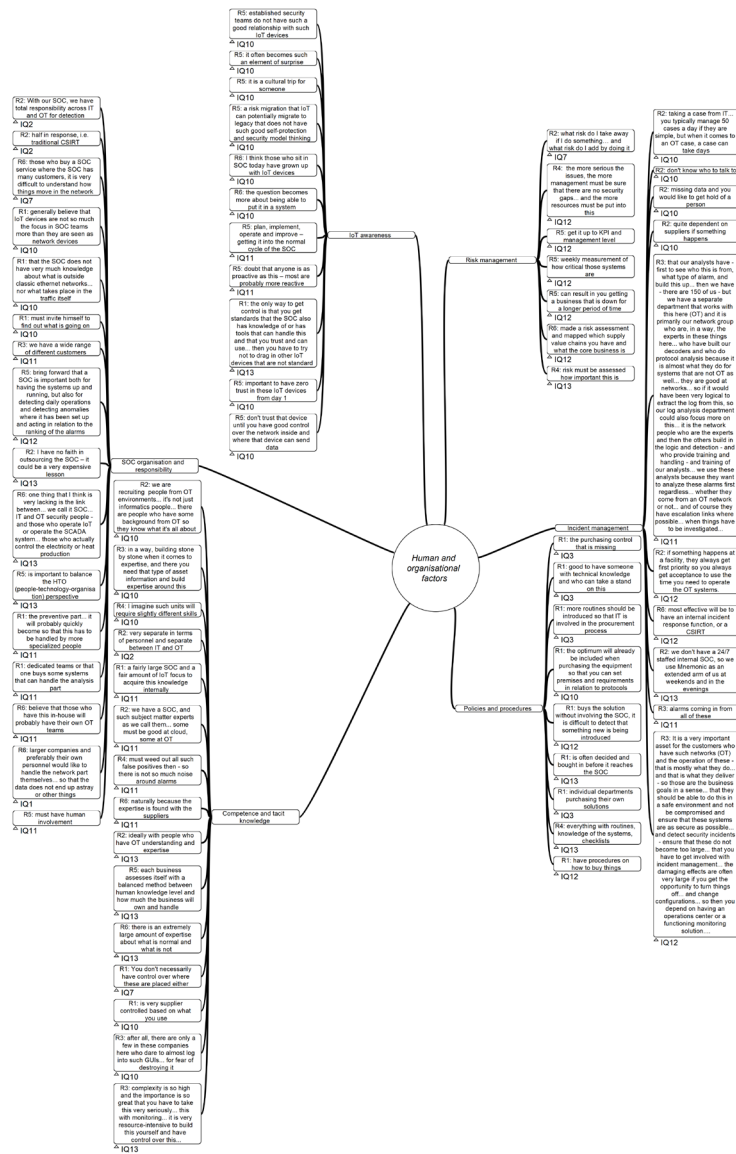 R5: established security
teams do not have such a
good relationship with such
IoT devices
IQ10
R5: it often becomes such
an element of surprise
IQ10
R5: it is a cultural trip for
someone
IQ10
R5: a risk migration that IoT
can potentially migrate to
legacy that does not have
such good self-protection
and security model thinking
IQ10
R6: I think those who sit in
SOC today have grown up
with IoT devices
IQ10
R6: the question becomes
more about being able to
put it in a system
IQ10
R5: plan, implement,
operate and improve –
getting it into the normal
cycle of the SOC
IQ11
R5: doubt that anyone is as
proactive as this – most are
probably more reactive
IQ11
R1: the only way to get
control is that you get
standards that the SOC also
has knowledge of or has
tools that can handle this
and that you trust and can
use... then you have to try
not to drag in other IoT
devices that are not standard
IQ13
R5: important to have zero
trust in these IoT devices
from day 1
IQ10
R5: don't trust that device
until you have good control
over the network inside and
where that device can send
data
IQ10
IoT awareness
R2: With our SOC, we have
total responsibility across IT
and OT for detection
IQ2
R2: half in response, i.e.
traditional CSIRT
IQ2
R6: those who buy a SOC
service where the SOC has
many customers, it is very
difficult to understand how
things move in the network
IQ7
R1: generally believe that
IoT devices are not so much
the focus in SOC teams
more than they are seen as
network devices
IQ10
R1: that the SOC does not
have very much knowledge
about what is outside
classic ethernet networks...
nor what takes place in the
traffic itself
IQ10
R1: must invite himself to
find out what is going on
IQ10
R3: we have a wide range
of different customers
IQ11
R5: bring forward that a
SOC is important both for
having the systems up and
running, but also for
detecting daily operations
and detecting anomalies
where it has been set up
and acting in relation to the
ranking of the alarms
IQ12
R2: I have no faith in
outsourcing the SOC – it
could be a very expensive
lesson
IQ13
R6: one thing that I think is
very lacking is the link
between... we call it SOC...
IT and OT security people -
and those who operate IoT
or operate the SCADA
system... those who actually
control the electricity or heat
production
IQ13
R5: is important to balance
the HTO
(people-technology-organisa
tion) perspective
IQ13
R1: the preventive part... it
will probably quickly
become so that this has to
be handled by more
specialized people
IQ11
R1: dedicated teams or that
one buys some systems
that can handle the analysis
part
IQ11
R6: believe that those who
have this in-house will
probably have their own OT
teams
IQ11
R6: larger companies and
preferably their own
personnel would like to
handle the network part
themselves... so that the
data does not end up astray
or other things
IQ1
R5: must have human
involvement
IQ11
SOC organisation and
responsibility
R2: we are
recruiting people from OT
environments... it's not just
informatics people... there
are people who have some
background from OT so
they know what it's all about
IQ10
R3: in a way, building stone
by stone when it comes to
expertise, and there you
need that type of asset
information and build
expertise around this
IQ10
R4: I imagine such units will
require slightly different skills
IQ10
R2: very separate in terms
of personnel and separate
between IT and OT
IQ2
R1: a fairly large SOC and a
fair amount of IoT focus to
acquire this knowledge
internally
IQ11
R2: we have a SOC, and
such subject matter experts
as we call them... some
must be good at cloud,
some at OT
IQ11
R4: must weed out all such
false positives then - so
there is not so much noise
around alarms
IQ11
R6: naturally because the
expertise is found with the
suppliers
IQ11
R2: ideally with people who
have OT understanding and
expertise
IQ13
R5: each business
assesses itself with a
balanced method between
human knowledge level and
how much the business will
own and handle
IQ13
R6: there is an extremely
large amount of expertise
about what is normal and
what is not
IQ13
R1: You don't necessarily
have control over where
these are placed either
IQ7
R1: is very supplier
controlled based on what
you use
IQ10
R3: after all, there are only a
few in these companies
here who dare to almost log
into such GUIs... for fear of
destroying it
IQ10
R3: complexity is so high
and the importance is so
great that you have to take
this very seriously... this
with monitoring... it is very
resource-intensive to build
this yourself and have
control over this...
IQ13
Competence and tacit
knowledge
Human and
organisational
factors
Risk management
R2: what risk do I take away
if I do something... and
what risk do I add by doing it
IQ7
R4: the more serious the
issues, the more
management must be sure
that there are no security
gaps... and the more
resources must be put into
this
IQ12
R5: get it up to KPI and
management level
IQ12
R5: weekly measurement of
how critical those systems
are
IQ12
R5: can result in you getting
a business that is down for
a longer period of time
IQ12
R6: made a risk assessment
and mapped which supply
value chains you have and
what the core business is
IQ12
R4: risk must be assessed
how important this is
IQ13
Incident management
R2: taking a case from IT...
you typically manage 50
cases a day if they are
simple, but when it comes to
an OT case, a case can
take days
IQ10
R2: don't know who to talk to
IQ10
R2: missing data and you
would like to get hold of a
person
IQ10
R2: quite dependent on
suppliers if something
happens
IQ10
R3: that our analysts have -
first to see who this is from,
what type of alarm, and
build this up... then we have
- there are 150 of us - but
we have a separate
department that works with
this here (OT) and it is
primarily our network group
who are, in a way, the
experts in these things
here... who have built our
decoders and who do
protocol analysis because it
is almost what they do for
systems that are not OT as
well... they are good at
networks... so if it would
have been very logical to
extract the log from this, so
our log analysis department
could also focus more on
this... it is the network
people who are the experts
and then the others build in
the logic and detection - and
who provide training and
handling - and training of
our analysts... we use these
analysts because they want
to analyze these alarms first
regardless... whether they
come from an OT network
or not... and of course they
have escalation links where
possible... when things have
to be investigated...
IQ11
R2: if something happens at
a facility, they always get
first priority so you always
get acceptance to use the
time you need to operate
the OT systems.
IQ12
R6: most effective will be to
have an internal incident
response function, or a
CSIRT
IQ12
R2: we don't have a 24/7
staffed internal SOC, so we
use Mnemonic as an
extended arm of us at
weekends and in the
evenings
IQ13
R3: alarms coming in from
all of these
IQ11
R3: It is a very important
asset for the customers who
have such networks (OT)
and the operation of these -
that is mostly what they do...
and that is what they deliver
- so those are the business
goals in a sense... that they
should be able to do this in
a safe environment and not
be compromised and
ensure that these systems
are as secure as possible...
and detect security incidents
- ensure that these do not
become too large... that you
have to get involved with
incident management... the
damaging effects are often
very large if you get the
opportunity to turn things
off... and change
configurations... so then you
depend on having an
operations center or a
functioning monitoring
solution....
IQ12
Policies and procedures
R1: the purchasing control
that is missing
IQ3
R1: good to have someone
with technical knowledge
and who can take a stand
on this
IQ3
R1: more routines should be
introduced so that IT is
involved in the procurement
process
IQ3
R1: the optimum will already
be included when
purchasing the equipment
so that you can set
premises and requirements
in relation to protocols
IQ10
R1: buys the solution
without involving the SOC, it
is difficult to detect that
something new is being
introduced
IQ12
R1: is often decided and
bought in before it reaches
the SOC
IQ13
R1: individual departments
purchasing their own
solutions
IQ3
R4: everything with routines,
knowledge of the systems,
checklists
IQ13
R1: have procedures on
how to buy things
IQ12